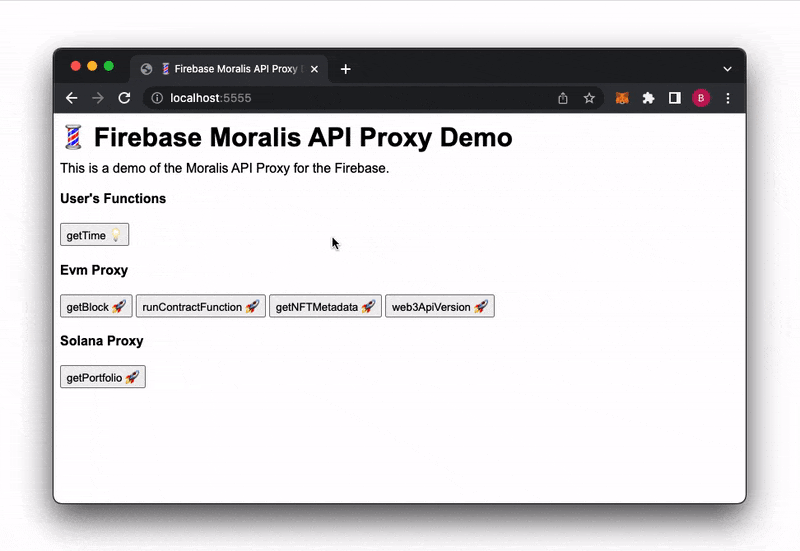 Firebase Moralis API Proxy D
localhost:5555
B
Firebase Moralis API Proxy Demo
This is a demo of the Moralis API Proxy for the Firebase.
User's Functions
getTime 💡
Evm Proxy
getBlock 🚀 runContractFunction 🚀 getNFTMetadata 🚀 web3ApiVersion 🚀
Solana Proxy
getPortfolio 🚀